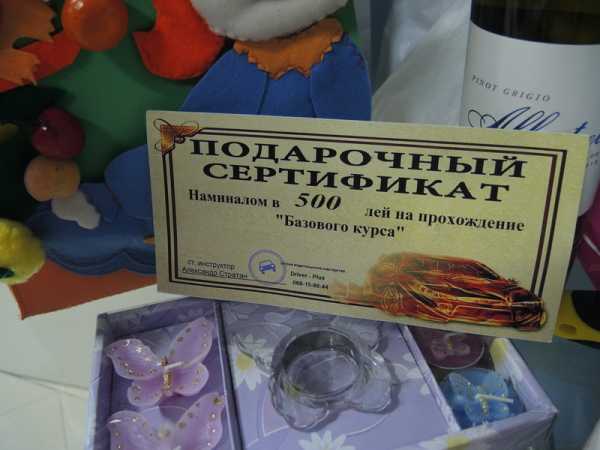 PINOT GRIGIO
ПОДАРОЧНЫЙ
СЕРТИФИКАТ
Наминалом в 500 лей на прохождение
"Базового курса"
ст. инструктор
Александр Стратан
Driver - Plus